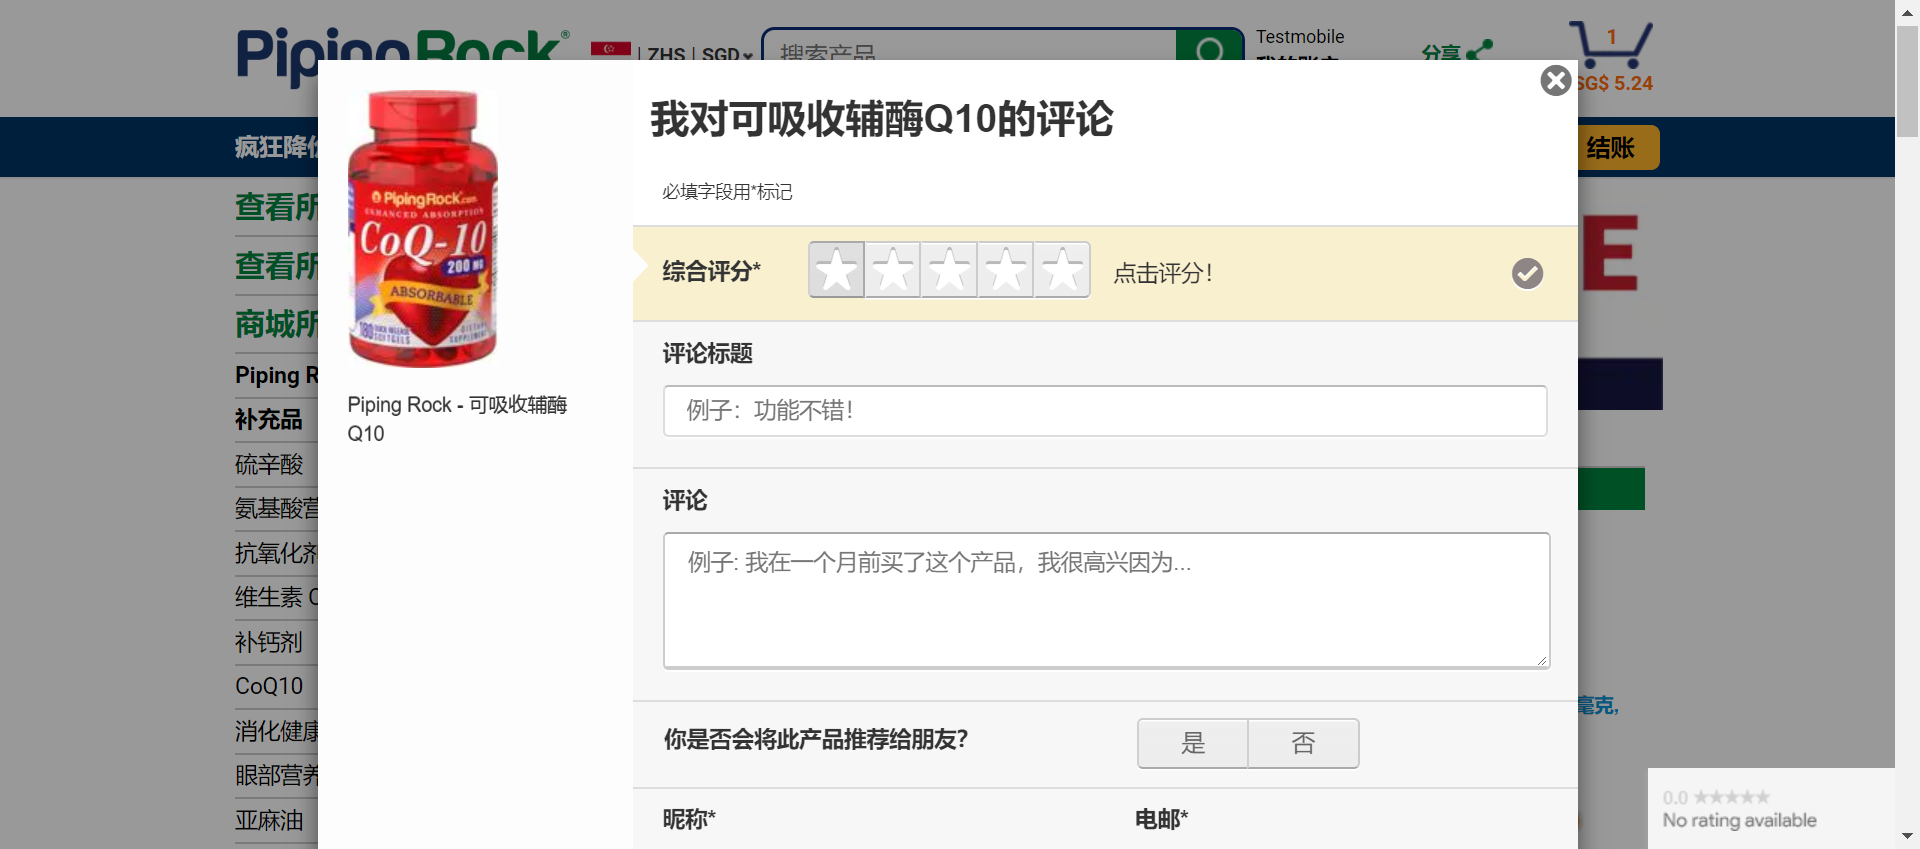 PipingRock®
| ZHS | SGD
搜索产品
Testmobile
分享
1
SG$ 5.24
疯狂降价
结账
查看所
查看所
商城所
Piping R
补充品
硫辛酸
氨基酸营
抗氧化剂
维生素 C
补钙剂
CoQ10
消化健康
眼部营养
亚麻油
PipingRock.com
ENHANCED ABSORPTION
CoQ-10
200 MG
ABSORBABLE
180 QUICK RELEASE SOFTGELS
DIETARY SUPPLEMENT
Piping Rock - 可吸收辅酶
Q10
我对可吸收辅酶Q10的评论
必填字段用*标记
综合评分*
点击评分！
评论标题
例子：功能不错！
评论
例子: 我在一个月前买了这个产品，我很高兴因为...
你是否会将此产品推荐给朋友？
是
否
昵称*
电邮*
E
毫克,
0.0
No rating available